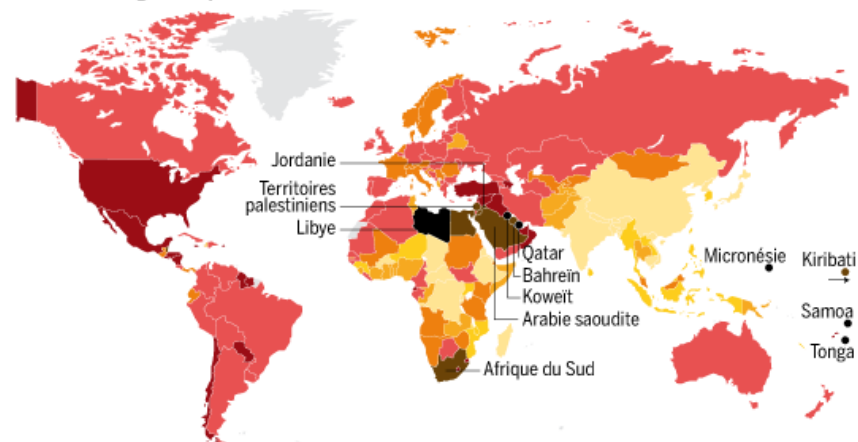 Jordanie
Territoires
palestiniens
Libye
Qatar
Bahreïn
Koweït
Arabie saoudite
Afrique du Sud
Micronésie
Kiribati
Samoa
Tonga